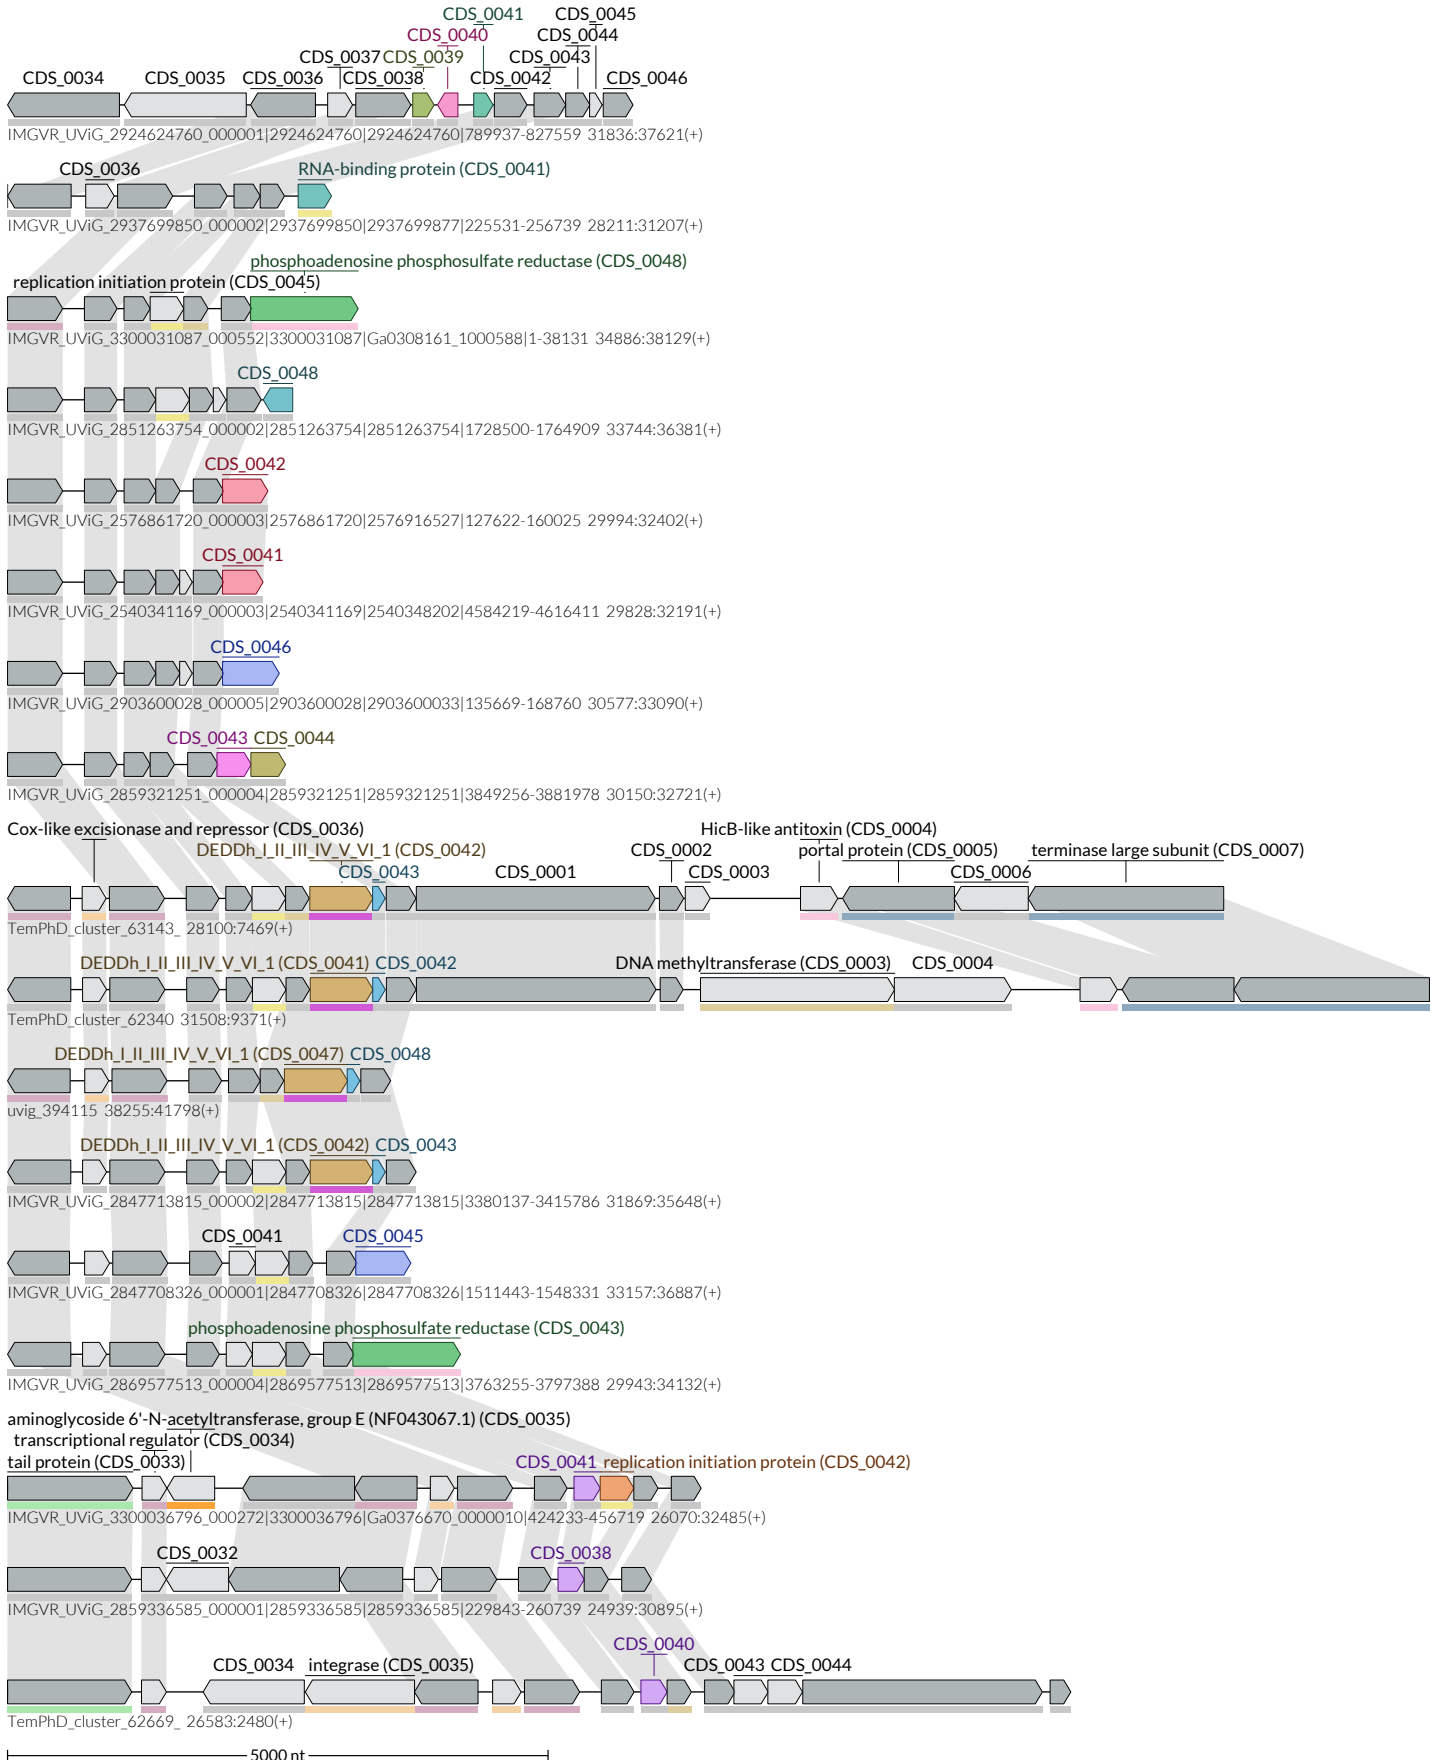 CDS_0041 CDS_0045
CDS_0040 CDS_0044
CDS_0037 CDS_0039 CDS_0043
CDS_0034 CDS_0035 CDS_0036 CDS_0038 CDS_0042 CDS_0046
IMGVR_UViG_2924624760_000001|2924624760|2924624760|789937-827559 31836:37621(+)
CDS_0036 RNA-binding protein (CDS_0041)
IMGVR_UViG_2937699850_000002|2937699850|2937699877|225531-256739 28211:31207(+)
phosphoadenosine phosphosulfate reductase (CDS_0048)
replication initiation protein (CDS_0045)
IMGVR_UViG_3300031087_000552|3300031087|Ga0308161_1000588|1-38131 34886:38129(+)
CDS_0048
IMGVR_UViG_2851263754_000002|2851263754|2851263754|1728500-1764909 33744:36381(+)
CDS_0042
IMGVR_UViG_2576861720_000003|2576861720|2576916527|127622-160025 29994:32402(+)
CDS_0041
IMGVR_UViG_2540341169_000003|2540341169|2540348202|4584219-4616411 29828:32191(+)
CDS_0046
IMGVR_UViG_2903600028_000005|2903600028|2903600033|135669-168760 30577:33090(+)
CDS_0043 CDS_0044
IMGVR_UViG_2859321251_000004|2859321251|2859321251|3849256-3881978 30150:32721(+)
Cox-like excisionase and repressor (CDS_0036) HicB-like antitoxin (CDS_0004)
DEDDh_I_II_III_IV_V_VI_1 (CDS_0042) CDS_0002 portal protein (CDS_0005) terminase large subunit (CDS_0007)
CDS_0043 CDS_0001 CDS_0003 CDS_0006
TemPhD_cluster_63143_ 28100:7469(+)
DEDDh_I_II_III_IV_V_VI_1 (CDS_0041) CDS_0042 DNA methyltransferase (CDS_0003) CDS_0004
TemPhD_cluster_62340 31508:9371(+)
DEDDh_I_II_III_IV_V_VI_1 (CDS_0047) CDS_0048
uvig_394115 38255:41798(+)
DEDDh_I_II_III_IV_V_VI_1 (CDS_0042) CDS_0043
IMGVR_UViG_2847713815_000002|2847713815|2847713815|3380137-3415786 31869:35648(+)
CDS_0041 CDS_0045
IMGVR_UViG_2847708326_000001|2847708326|2847708326|1511443-1548331 33157:36887(+)
phosphoadenosine phosphosulfate reductase (CDS_0043)
IMGVR_UViG_2869577513_000004|2869577513|2869577513|3763255-3797388 29943:34132(+)
aminoglycoside 6'-N-acetyltransferase, group E (NF043067.1) (CDS_0035)
transcriptional regulator (CDS_0034)
tail protein (CDS_0033) CDS_0041 replication initiation protein (CDS_0042)
IMGVR_UViG_3300036796_000272|3300036796|Ga0376670_0000010|424233-456719 26070:32485(+)
CDS_0032 CDS_0038
IMGVR_UViG_2859336585_000001|2859336585|2859336585|229843-260739 24939:30895(+)
CDS_0040
CDS_0034 integrase (CDS_0035) CDS_0043 CDS_0044
TemPhD_cluster_62669_ 26583:2480(+)
5000 nt